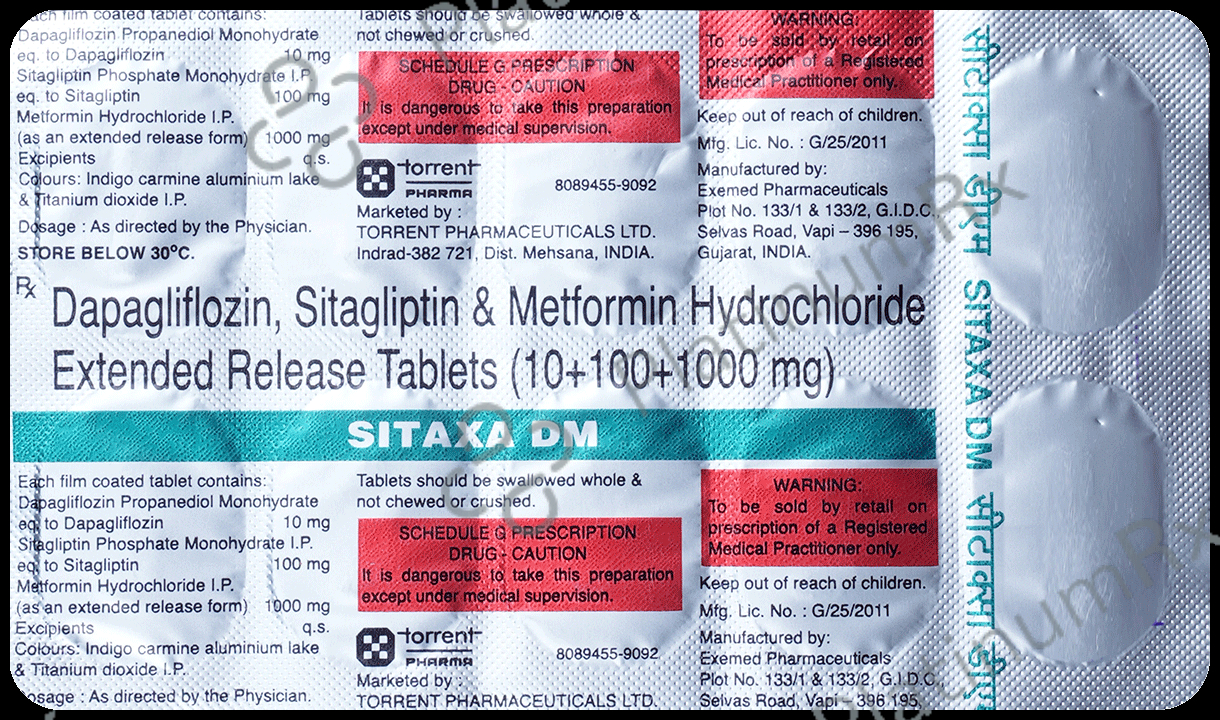 Each film coated tablet contains:
Dapagliflozin Propanediol Monohydrate
eq. to Dapagliflozin 10 mg
Sitagliptin Phosphate Monohydrate I.P.
eq. to Sitagliptin 100 mg
Metformin Hydrochloride I.P.
(as an extended release form) 1000 mg
Excipients q.s.
Colours: Indigo carmine aluminium lake
& Titanium dioxide I.P.
Dosage : As directed by the Physician.
STORE BELOW 30°C.
Tablets should be swallowed whole &
not chewed or crushed.
SCHEDULE G PRESCRIPTION
DRUG - CAUTION
It is dangerous to take this preparation
except under medical supervision.
torrent
PHARMA
8089455-9092
Marketed by :
TORRENT PHARMACEUTICALS LTD.
Indrad-382 721, Dist. Mehsana, INDIA.
WARNING:
To be sold by retail on
prescription of a Registered
Medical Practitioner only.
Keep out of reach of children.
Mfg. Lic. No. : G/25/2011
Manufactured by:
Exemed Pharmaceuticals
Plot No. 133/1 & 133/2, G.I.D.C.,
Selvas Road, Vapi – 396 195,
Gujarat, INDIA.
Rx
Dapagliflozin, Sitagliptin & Metformin Hydrochloride
Extended Release Tablets (10+100+1000 mg)
SITAXA DM
Each film coated tablet contains:
Dapagliflozin Propanediol Monohydrate
eq. to Dapagliflozin 10 mg
Sitagliptin Phosphate Monohydrate I.P.
eq. to Sitagliptin 100 mg
Metformin Hydrochloride I.P.
(as an extended release form) 1000 mg
Excipients q.s.
Colours: Indigo carmine aluminium lake
& Titanium dioxide I.P.
Dosage : As directed by the Physician.
Tablets should be swallowed whole &
not chewed or crushed.
SCHEDULE G PRESCRIPTION
DRUG - CAUTION
It is dangerous to take this preparation
except under medical supervision.
torrent
PHARMA
8089455-9092
Marketed by :
TORRENT PHARMACEUTICALS LTD.
WARNING:
To be sold by retail on
prescription of a Registered
Medical Practitioner only.
Keep out of reach of children.
Mfg. Lic. No. : G/25/2011
Manufactured by:
Exemed Pharmaceuticals
Plot No. 133/1 & 133/2, G.I.D.C.,
Selvas Road, Vapi – 396 195,
सीटाक्सा डीएम SITAXA DM सीटाक्सा
PlatinumRx
PlatinumRx
PlatinumRx